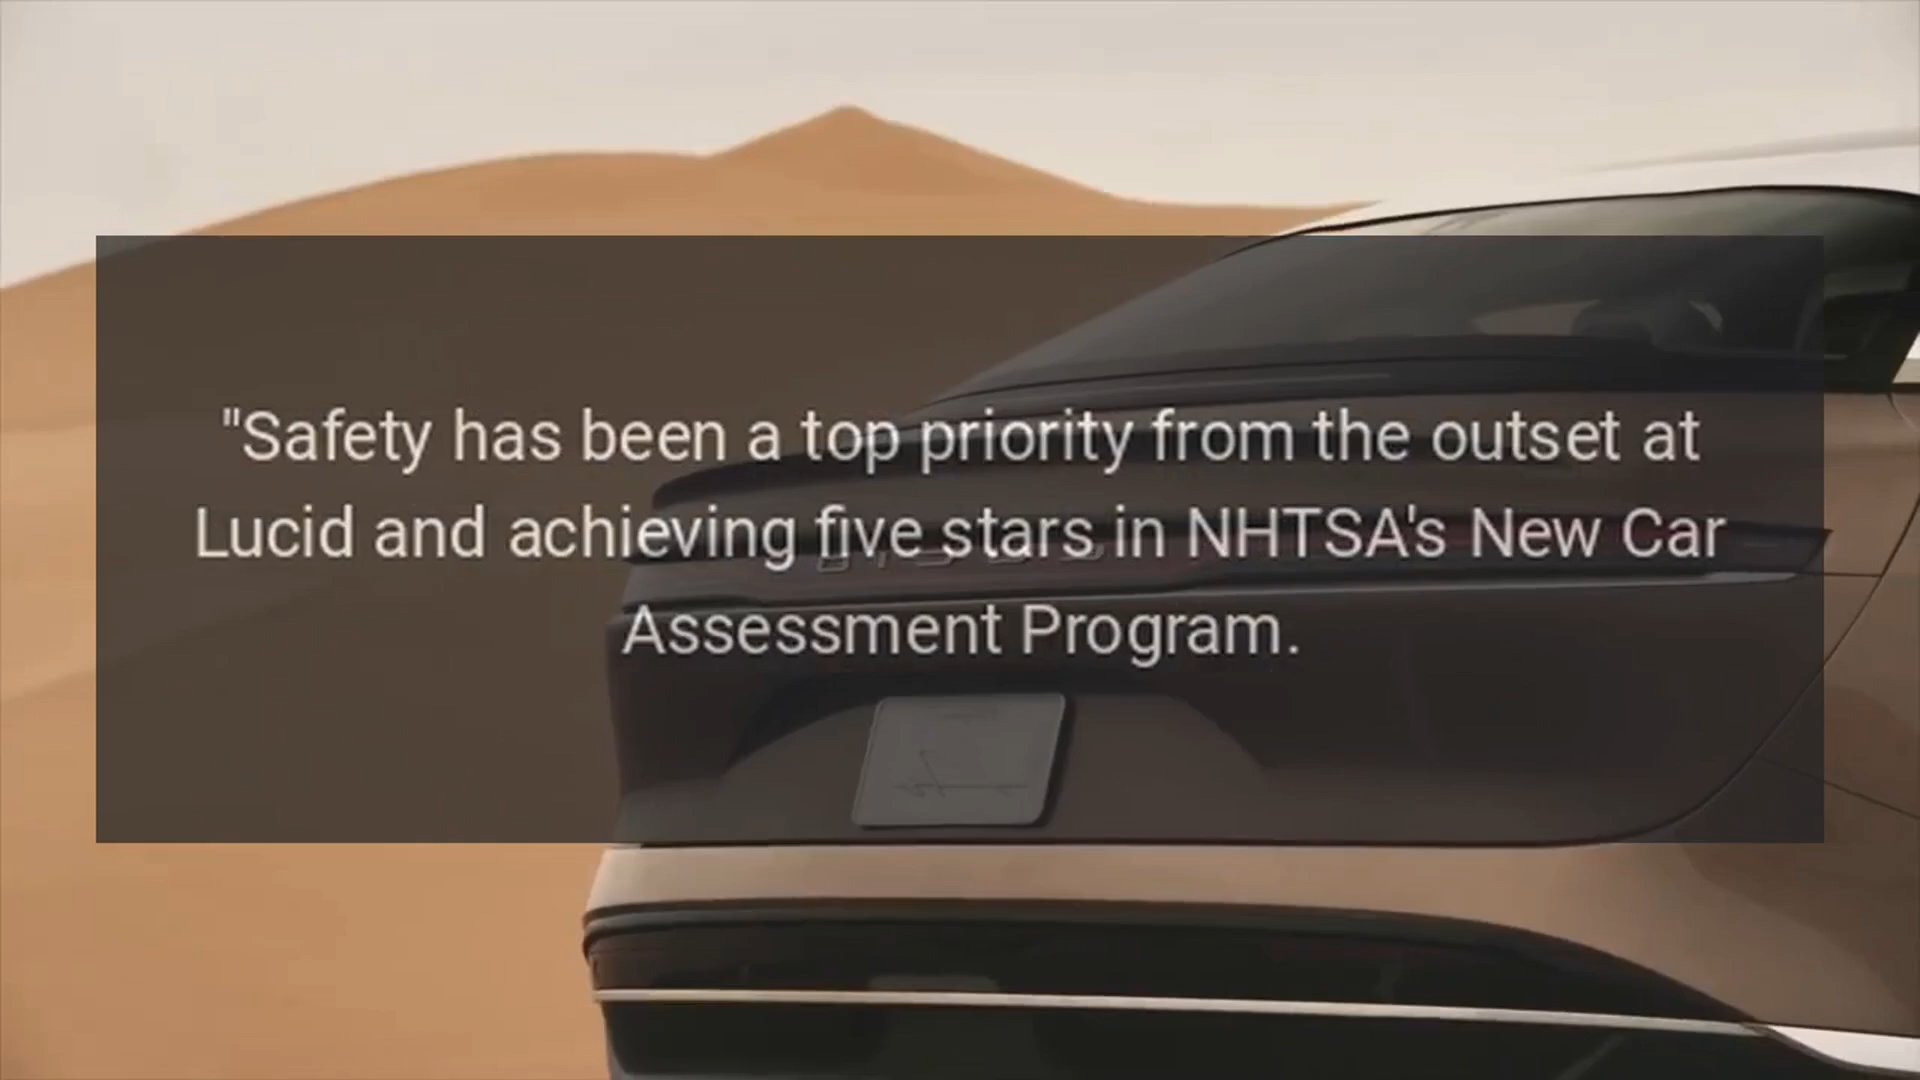 "Safety has been a top priority from the outset at
Lucid and achieving five stars in NHTSA's New Car
Assessment Program.